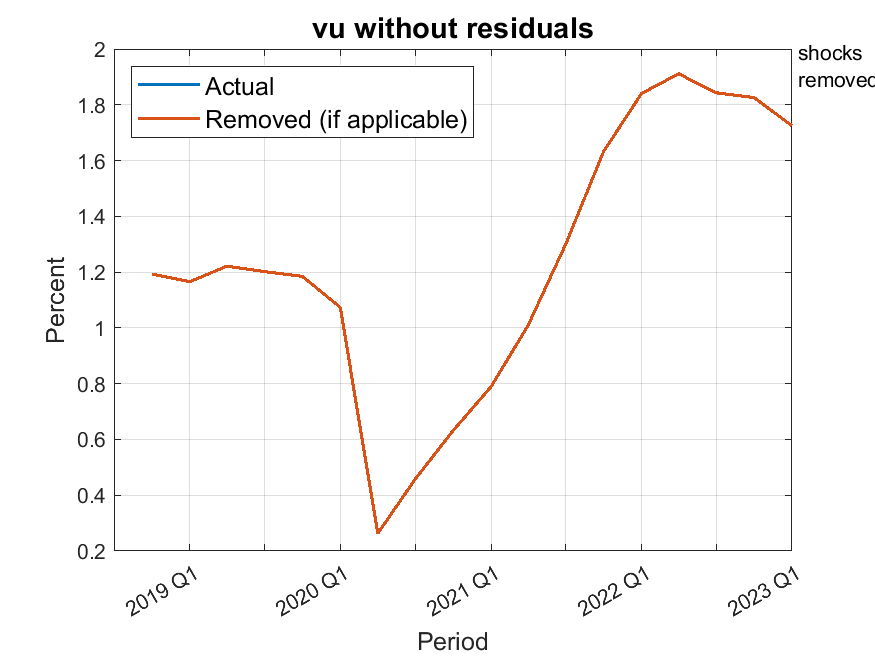 vu without residuals
shocks
removed
Actual
Removed (if applicable)
2
1.8
1.6
1.4
1.2
1
0.8
0.6
0.4
0.2
Percent
2019 Q1
2020 Q1
2021 Q1
2022 Q1
2023 Q1
Period